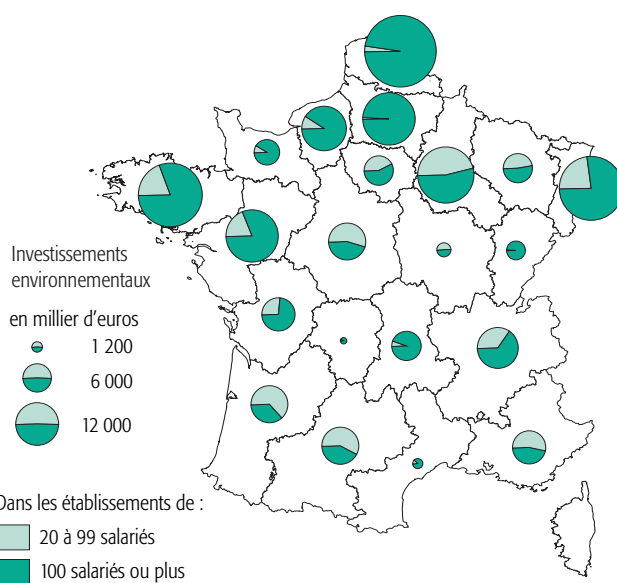 Investissements
environnementaux
en millier d'euros
1 200
6 000
12 000
Dans les établissements de :
20 à 99 salariés
100 salariés ou plus